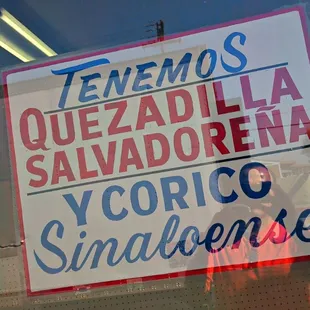 TENEMOS
QUEZADILLA
SALVADOREÑA
Y CORICO
Sinaloense